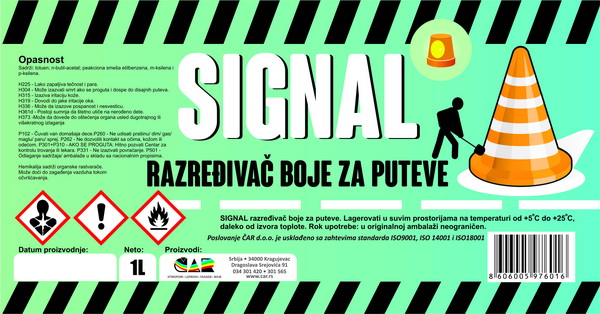 Opasnost
Sadrži: toluen; n-butil-acetat; reakciona smeša etilbenzena, m-ksilena i
p-ksilena.
H225 - Lako zapaljiva tečnost i para.
H304 - Može izazvati smrt ako se proguta i dospe do disajnih puteva.
H315 - Izaziva iritaciju kože.
H319 - Dovodi do jake iritacije oka.
H336 - Može da izazove pospanost i nesvesticu.
H361d - Postoji sumnja da štetno utiče na nerođeno dete.
H373 - Može da dovede do oštećenja organa usled dugotrajnog ili
višekratnog izlaganja
P102 - Čuvati van domašaja deca. P260 - Ne udisati prašinu/ dim/ gas/
maglu/ paru/ sprej. P262 - Ne dozvoliti kontakt sa očima, kožom ili
odećom. P301+P310 - AKO SE PROGUTA: Hitno pozvati Centar za
kontrolu trovanja ili lekara. P331 - Ne izazivati povraćanje. P501 -
Odlaganje sadržaja/ ambalaže u skladu sa nacionalnim propisima.
Hemikalija sadrži organske rastvarače.
Može doći do zagađenja vazduha tokom
očvršćavanja.
SIGNAL
RAZREĐIVAČ BOJE ZA PUTEVE
SIGNAL razređivač boje za puteve. Lagerovati u suvim prostorijama na temperaturi od +5°C do +25°C,
daleko od izvora toplote. Rok upotrebe: u originalnoj ambalaži neograničen.
Poslovanje ČAR d.o.o. je usklađeno sa zahtevima standarda ISO9001, ISO 14001 i ISO18001
Datum proizvodnje:
Neto:
1L
Proizvodi:
ČAR
Srbija • 34000 Kragujevac
Dragoslava Srejovića 91
034 301 420 • 301 565
www.car.rs
8 606005 976016